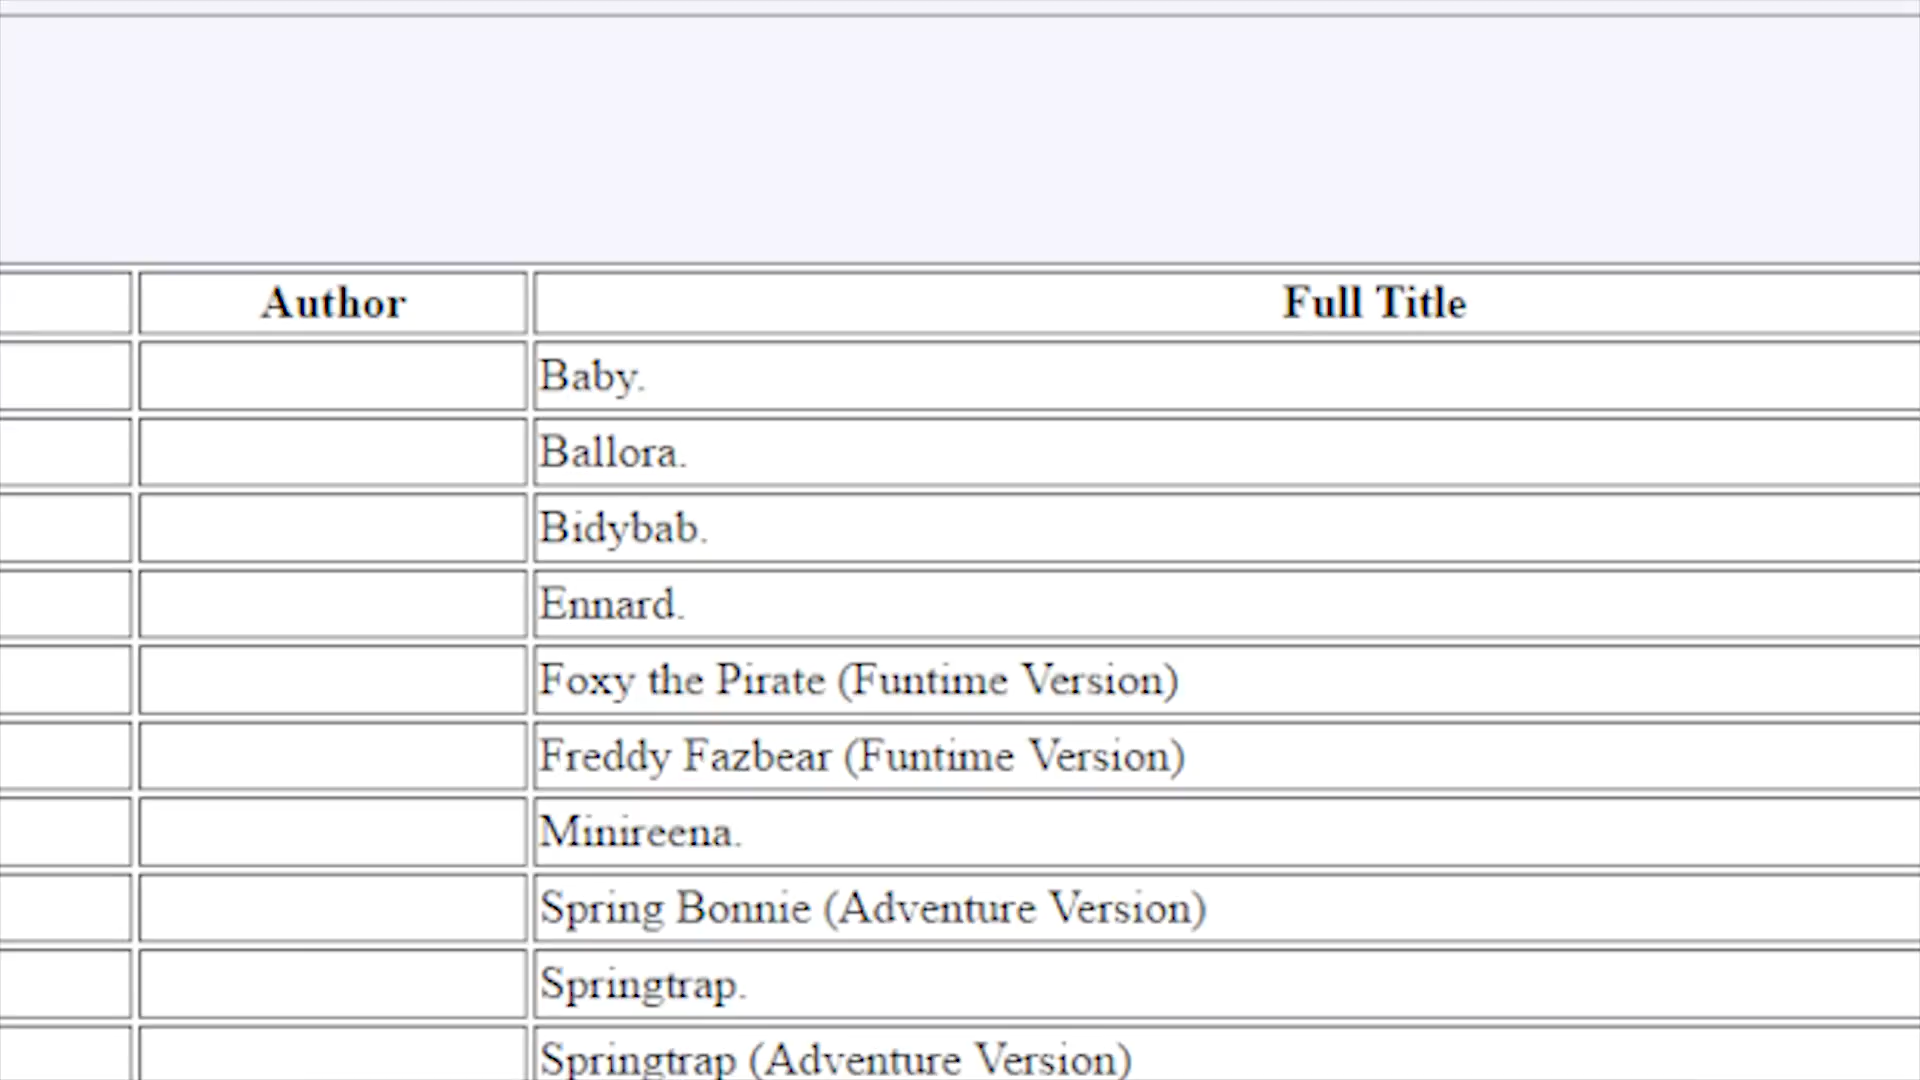 Author Full Title
Baby.
Ballora.
Bidybab.
Ennard.
Foxy the Pirate (Funtime Version)
Freddy Fazbear (Funtime Version)
Minireena.
Spring Bonnie (Adventure Version)
Springtrap.
Springtrap (Adventure Version)